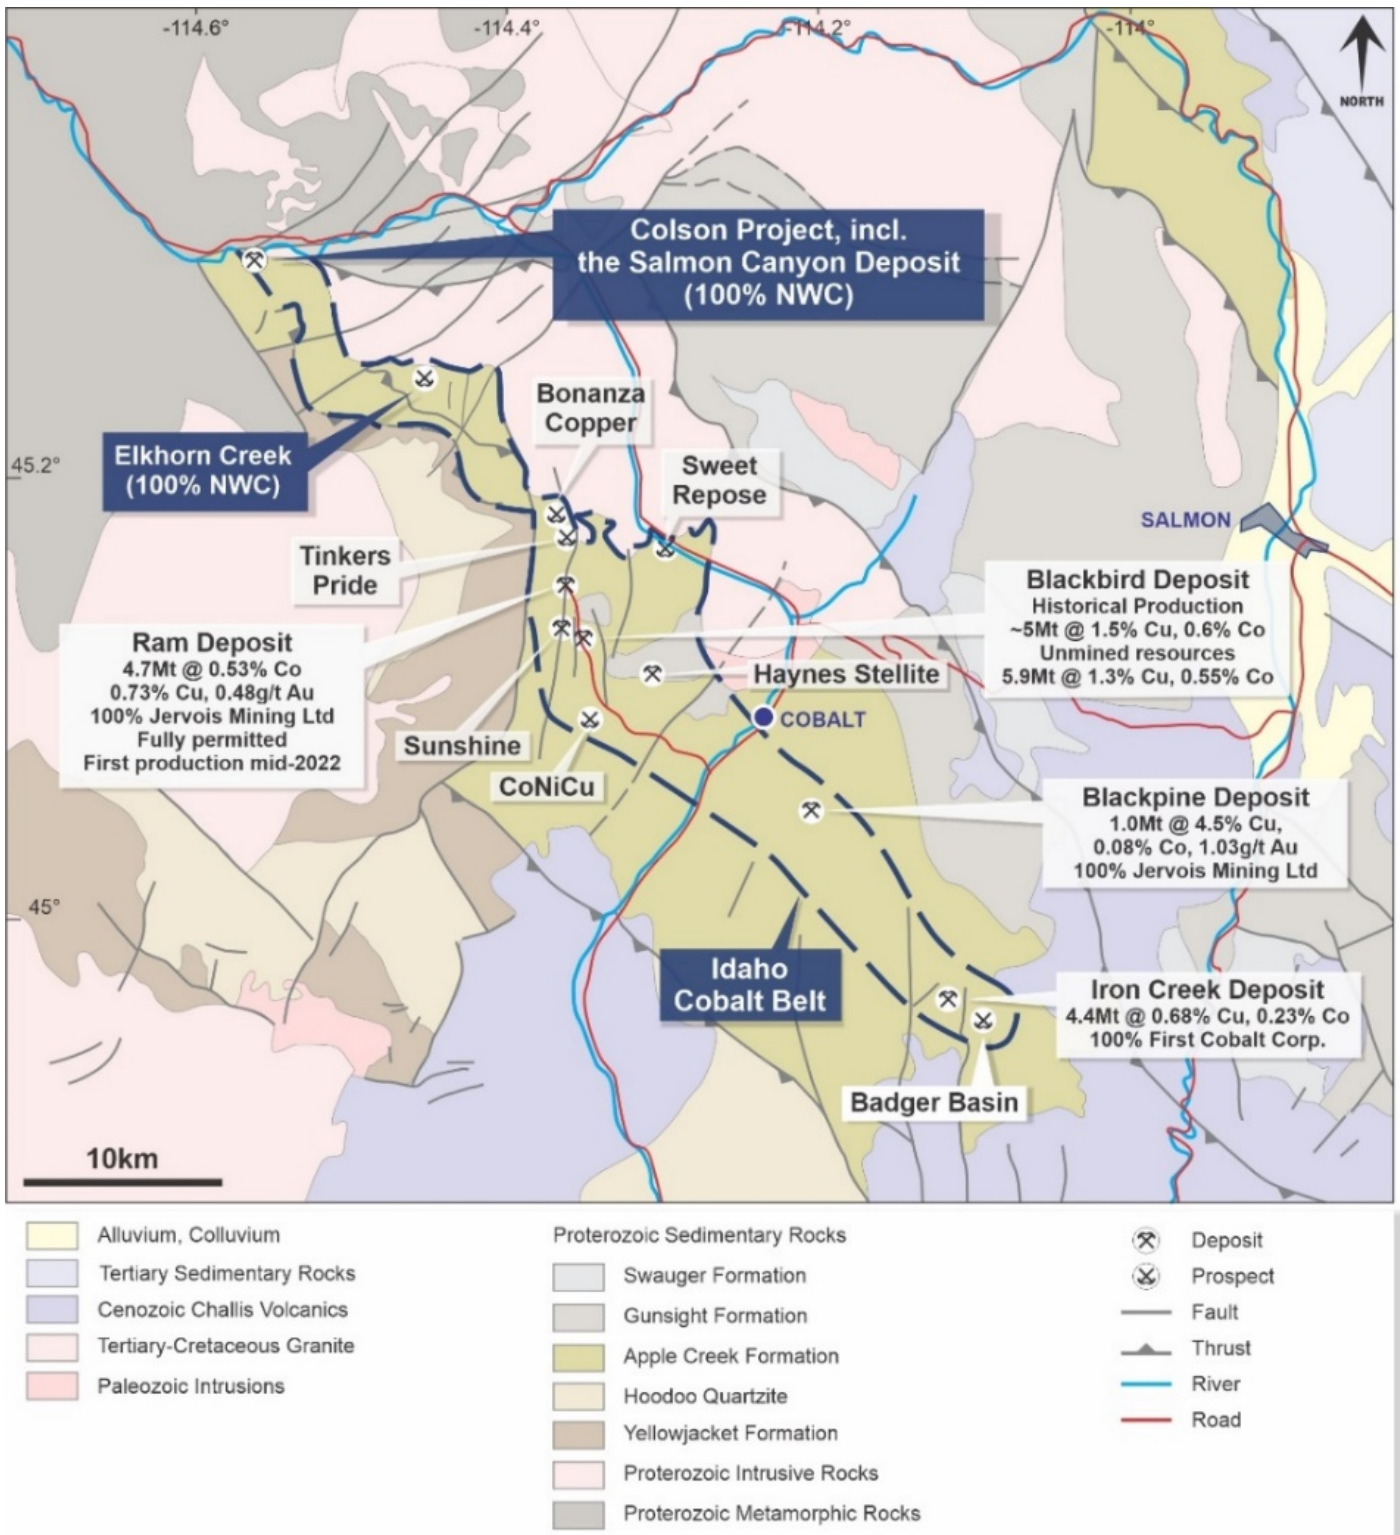 -114.6°
-114.4°
-114.2°
-114°
NORTH
Colson Project, incl.
the Salmon Canyon Deposit
(100% NWC)
Bonanza
Copper
Elkhorn Creek
(100% NWC)
45.2°
Sweet
Repose
SALMON
Tinkers
Pride
Blackbird Deposit
Historical Production
~5Mt @ 1.5% Cu, 0.6% Co
Unmined resources
5.9Mt @ 1.3% Cu, 0.55% Co
Ram Deposit
4.7Mt @ 0.53% Co
0.73% Cu, 0.48g/t Au
100% Jervois Mining Ltd
Fully permitted
First production mid-2022
Haynes Stellite
COBALT
Sunshine
CoNiCu
Blackpine Deposit
1.0Mt @ 4.5% Cu,
0.08% Co, 1.03g/t Au
100% Jervois Mining Ltd
45°
Idaho
Cobalt Belt
Iron Creek Deposit
4.4Mt @ 0.68% Cu, 0.23% Co
100% First Cobalt Corp.
Badger Basin
10km
Alluvium, Colluvium
Tertiary Sedimentary Rocks
Cenozoic Challis Volcanics
Tertiary-Cretaceous Granite
Paleozoic Intrusions
Proterozoic Sedimentary Rocks
Swauger Formation
Gunsight Formation
Apple Creek Formation
Hoodoo Quartzite
Yellowjacket Formation
Proterozoic Intrusive Rocks
Proterozoic Metamorphic Rocks
Deposit
Prospect
Fault
Thrust
River
Road